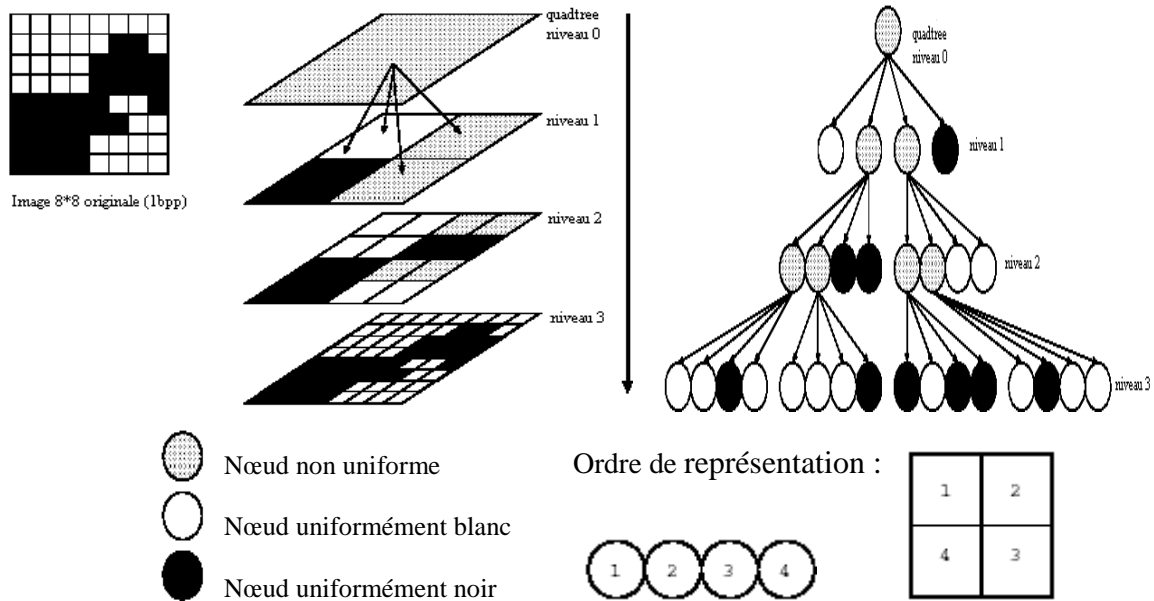 quadtree
niveau 0
niveau 1
niveau 2
niveau 3
Image 8*8 originale (1bpp)
quadtree
niveau 0
niveau 1
niveau 2
niveau 3
Nœud non uniforme
Nœud uniformément blanc
Nœud uniformément noir
Ordre de représentation :
1 2 3 4
1 2
4 3